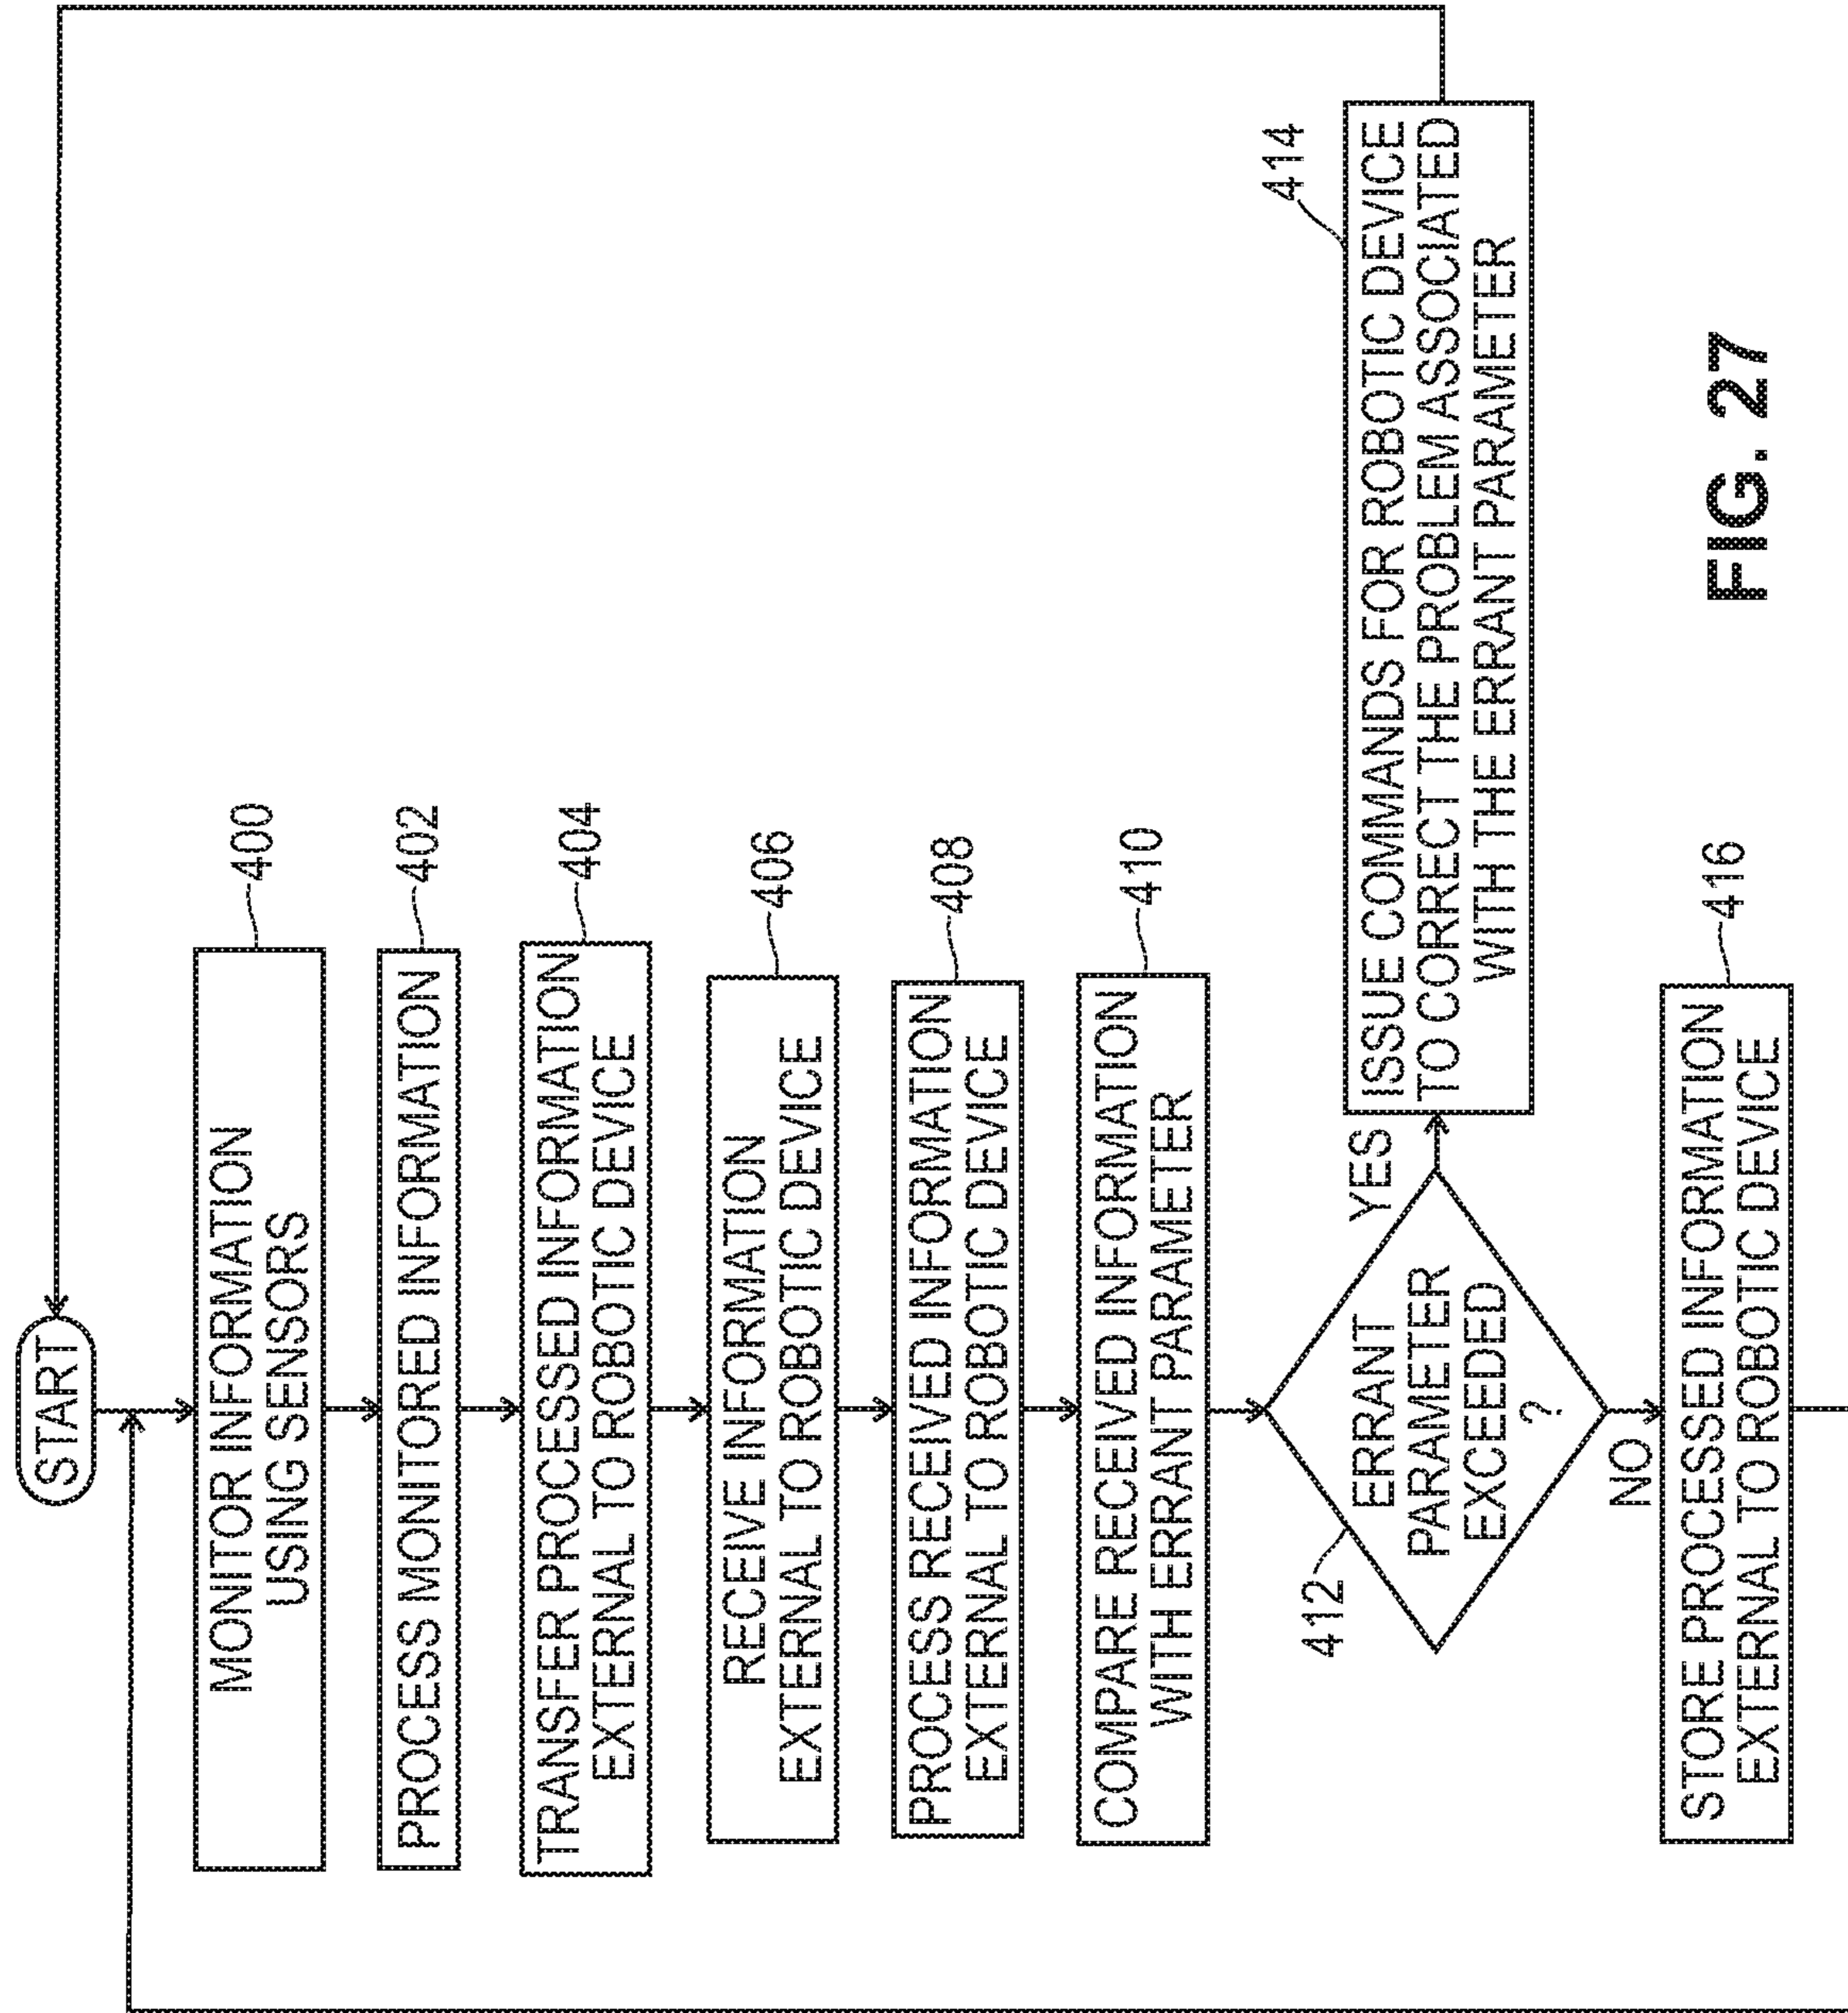 START
MONITOR INFORMATION
USING SENSORS
400
PROCESS MONITORED INFORMATION
402
TRANSFER PROCESSED INFORMATION
EXTERNAL TO ROBOTIC DEVICE
404
RECEIVE INFORMATION
EXTERNAL TO ROBOTIC DEVICE
406
PROCESS RECEIVED INFORMATION
EXTERNAL TO ROBOTIC DEVICE
408
COMPARE RECEIVED INFORMATION
WITH ERRANT PARAMETER
410
412
ERRANT
PARAMETER
EXCEEDED
?
YES
414
ISSUE COMMANDS FOR ROBOTIC DEVICE
TO CORRECT THE PROBLEM ASSOCIATED
WITH THE ERRANT PARAMETER
NO
STORE PROCESSED INFORMATION
EXTERNAL TO ROBOTIC DEVICE
416
FIG. 27